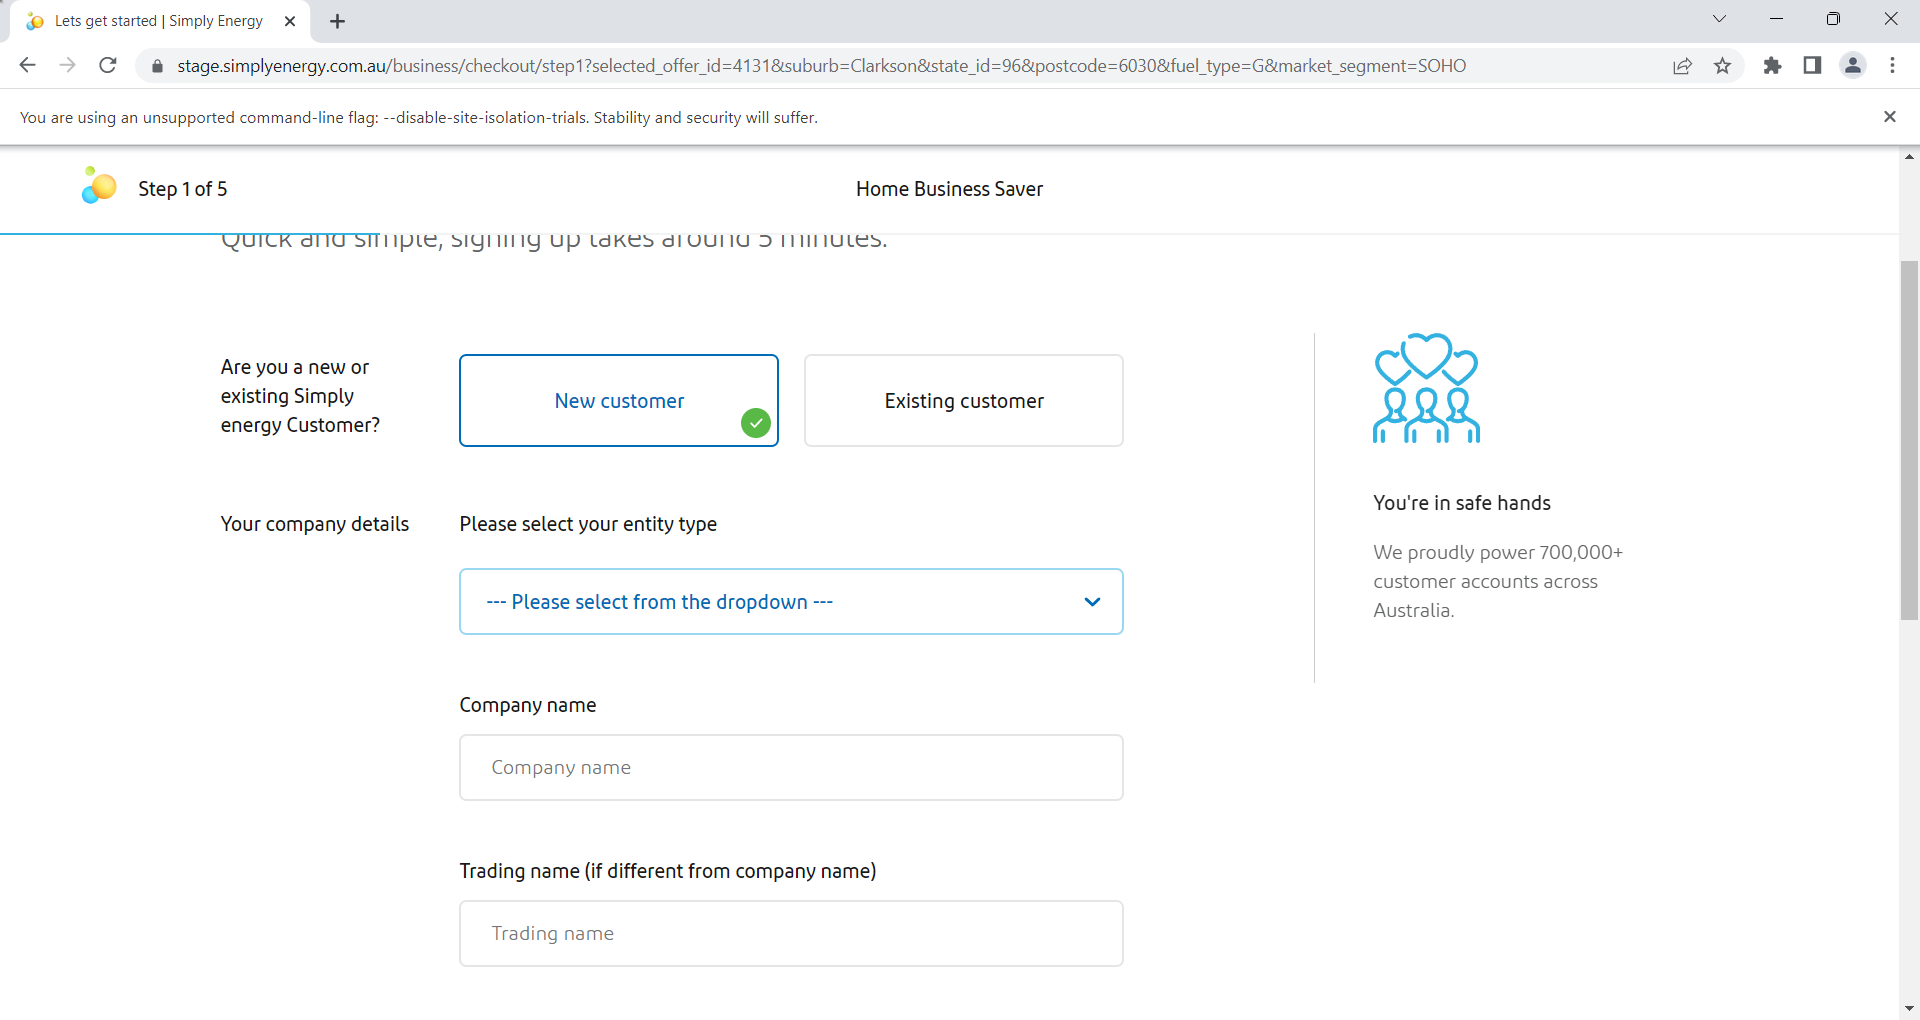 Lets get started | Simply Energy
stage.simplyenergy.com.au/business/checkout/step1?selected_offer_id=4131&suburb=Clarkson&state_id=96&postcode=6030&fuel_type=G&market_segment=SOHO
You are using an unsupported command-line flag: --disable-site-isolation-trials. Stability and security will suffer.
Step 1 of 5
Home Business Saver
Quick and simple, signing up takes around 5 minutes.
Are you a new or
existing Simply
energy Customer?
New customer
Existing customer
Your company details
Please select your entity type
--- Please select from the dropdown ---
Company name
Company name
Trading name (if different from company name)
Trading name
You're in safe hands
We proudly power 700,000+
customer accounts across
Australia.